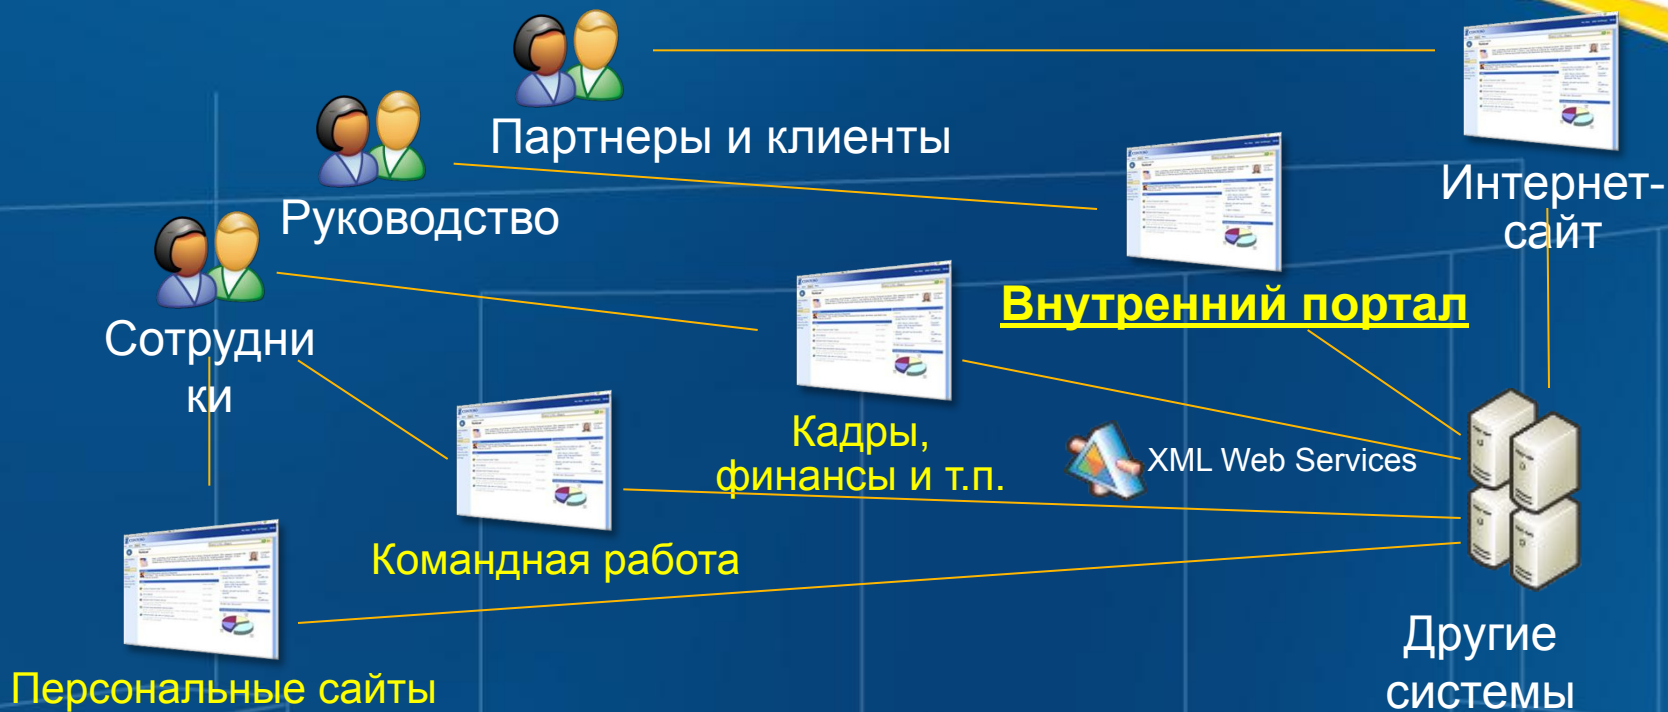 Партнеры и клиенты
Руководство
Интернет-
сайт
Внутренний портал
Сотрудни
ки
Кадры,
финансы и т.п.
XML Web Services
Командная работа
Другие
системы
Персональные сайты